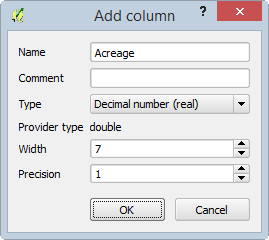 Add column
?
Name Acreage
Comment
Type Decimal number (real)
Provider type double
Width 7
Precision 1
OK Cancel